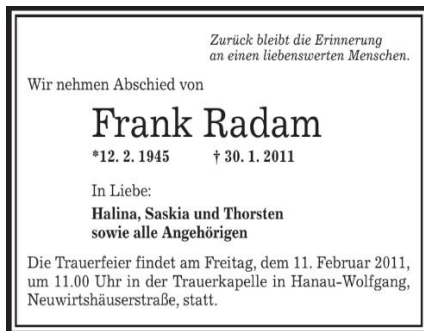 Zurück bleibt die Erinnerung
an einen liebenswerten Menschen.
Wir nehmen Abschied von
Frank Radam
*12. 2. 1945 † 30. 1. 2011
In Liebe:
Halina, Saskia und Thorsten
sowie alle Angehörigen
Die Trauerfeier findet am Freitag, dem 11. Februar 2011,
um 11.00 Uhr in der Trauerkapelle in Hanau-Wolfgang,
Neuwirtshäuserstraße, statt.